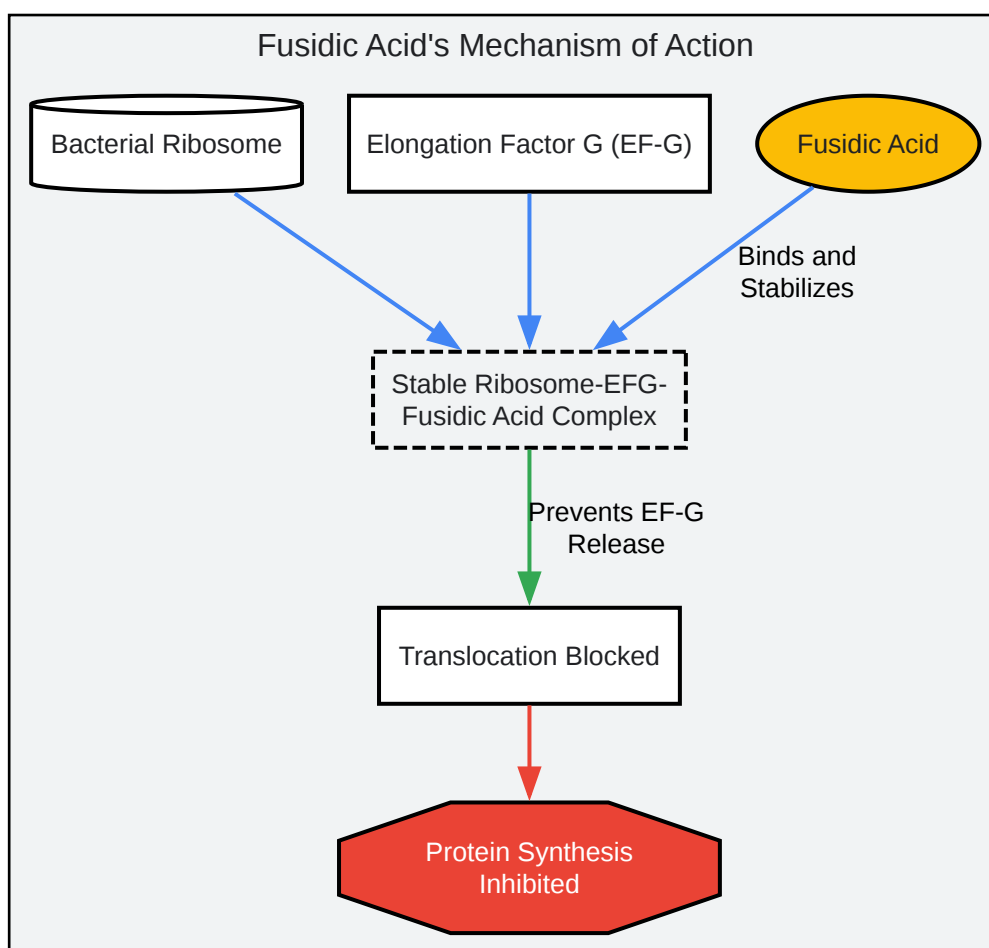 Fusidic Acid's Mechanism of Action
Bacterial Ribosome
Elongation Factor G (EF-G)
Fusidic Acid
Binds and
Stabilizes
Stable Ribosome-EFG-
Fusidic Acid Complex
Prevents EF-G
Release
Translocation Blocked
Protein Synthesis
Inhibited